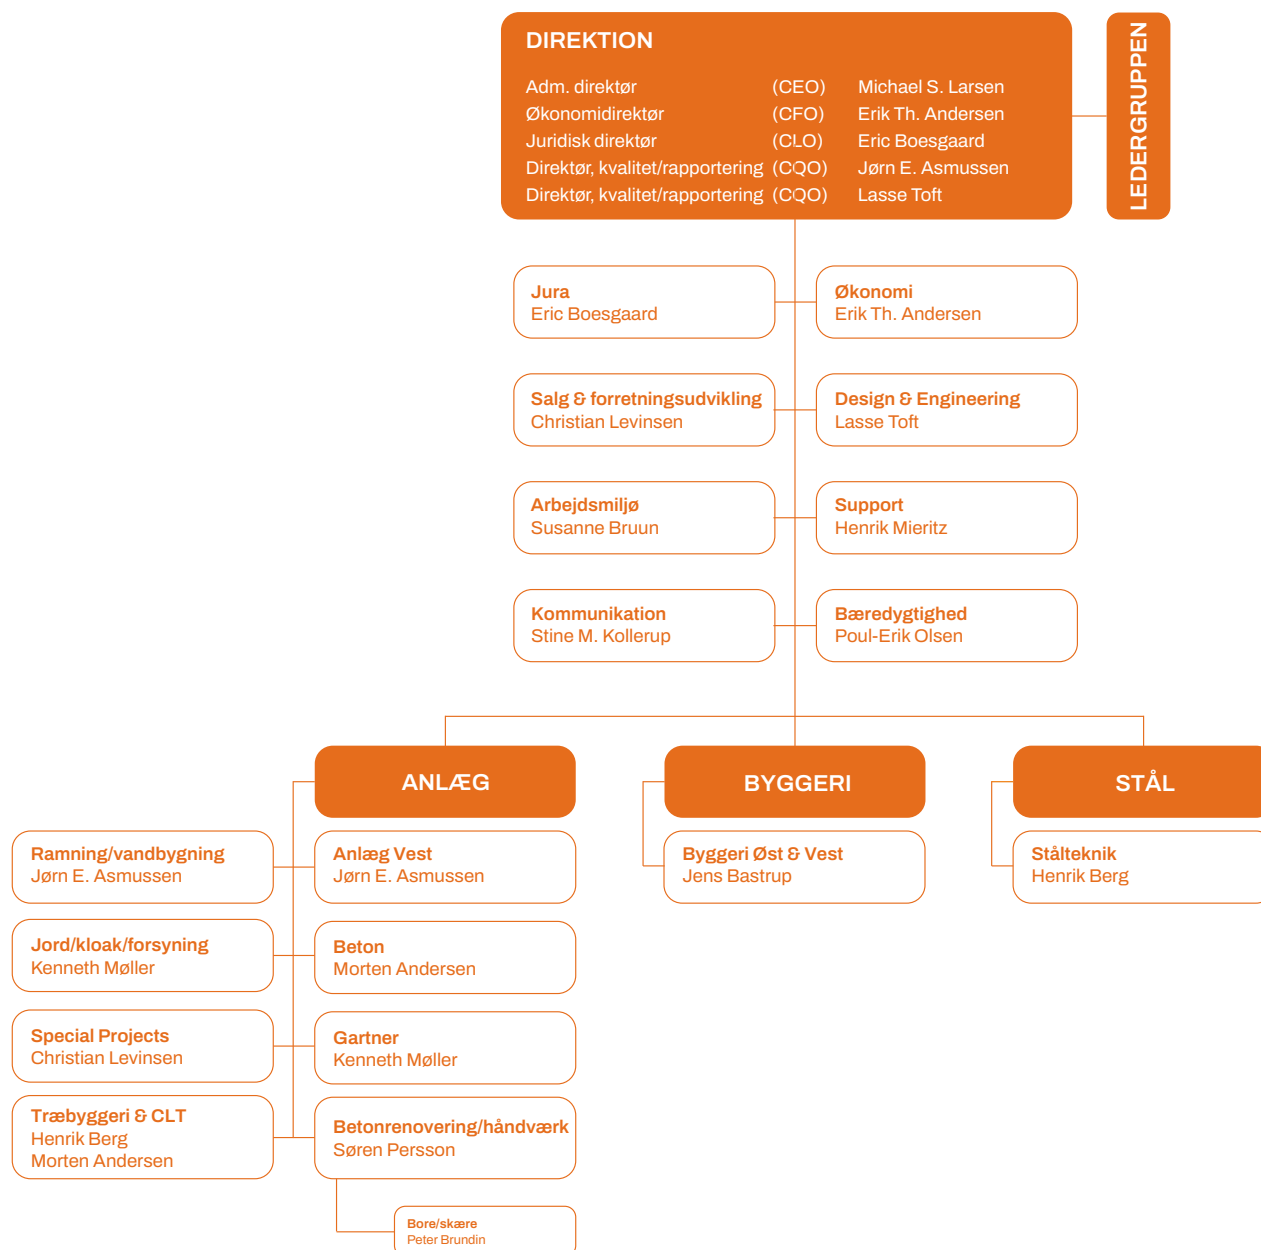 DIREKTION
Adm. direktør (CEO) Michael S. Larsen
Økonomidirektør (CFO) Erik Th. Andersen
Juridisk direktør (CLO) Eric Boesgaard
Direktør, kvalitet/rapportering (CQO) Jørn E. Asmussen
Direktør, kvalitet/rapportering (CQO) Lasse Toft
LEDERGRUPPEN
Jura
Eric Boesgaard
Økonomi
Erik Th. Andersen
Salg & forretningsudvikling
Christian Levinsen
Design & Engineering
Lasse Toft
Arbejdsmiljø
Susanne Bruun
Support
Henrik Mieritz
Kommunikation
Stine M. Kollerup
Bæredygtighed
Poul-Erik Olsen
ANLÆG
BYGGERI
STÅL
Ramning/vandbygning
Jørn E. Asmussen
Anlæg Vest
Jørn E. Asmussen
Byggeri Øst & Vest
Jens Bastrup
Stålteknik
Henrik Berg
Jord/kloak/forsyning
Kenneth Møller
Beton
Morten Andersen
Special Projects
Christian Levinsen
Gartner
Kenneth Møller
Træbyggeri & CLT
Henrik Berg
Morten Andersen
Betonrenovering/håndværk
Søren Persson
Bore/skære
Peter Brundin